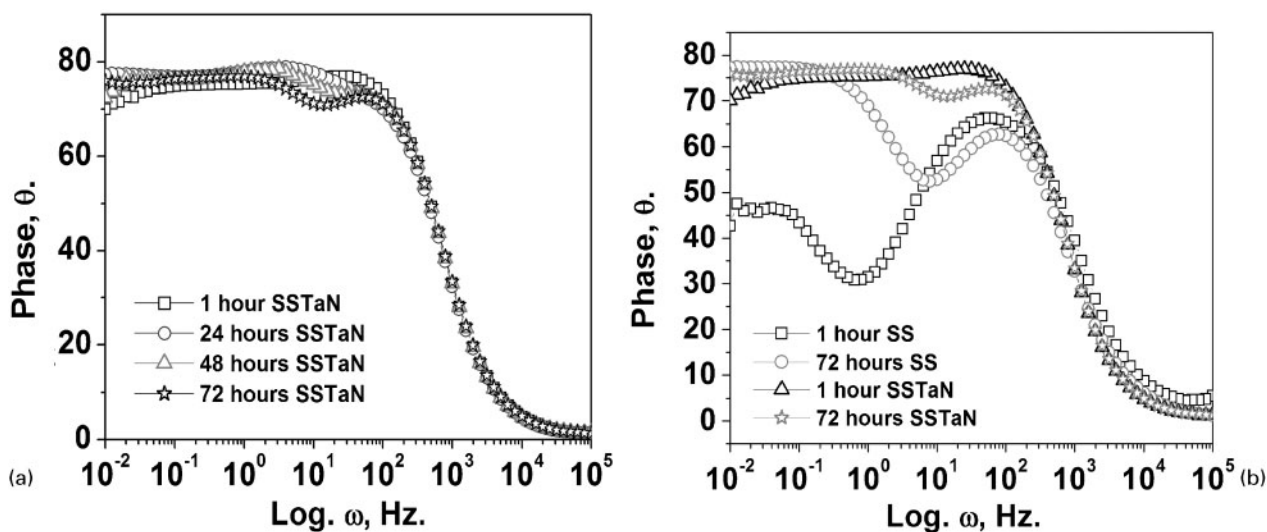 80
60
40
20
0
Phase, θ.
1 hour SSTaN
24 hours SSTaN
48 hours SSTaN
72 hours SSTaN
10⁻² 10⁻¹ 10⁰ 10¹ 10² 10³ 10⁴ 10⁵
Log. ω, Hz.
(a)
80
70
60
50
40
30
20
10
0
Phase, θ.
1 hour SS
72 hours SS
1 hour SSTaN
72 hours SSTaN
10⁻² 10⁻¹ 10⁰ 10¹ 10² 10³ 10⁴ 10⁵
Log. ω, Hz.
(b)